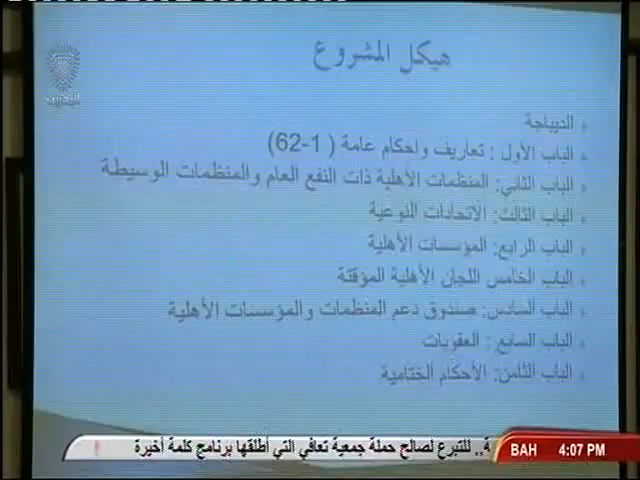 هيكل المشروع
البحرين
الديباجة
الباب الأول : تعاريف واحكام عامة ( 1-62)
الباب الثاني: المنظمات الأهلية ذات النفع العام والمنظمات الوسيطة
الباب الثالث: الاتحادات النوعية
الباب الرابع: المؤسسات الأهلية
الباب الخامس اللجان الأهلية المؤقتة
الباب السادس: صندوق دعم المنظمات والمؤسسات الأهلية
الباب السابع : العقوبات
الباب الثامن: الأحكام الختامية
ة.. للتبرع لصالح حملة جمعية تعافي التي أطلقها برنامج كلمة أخيرة
BAH 4:07 PM